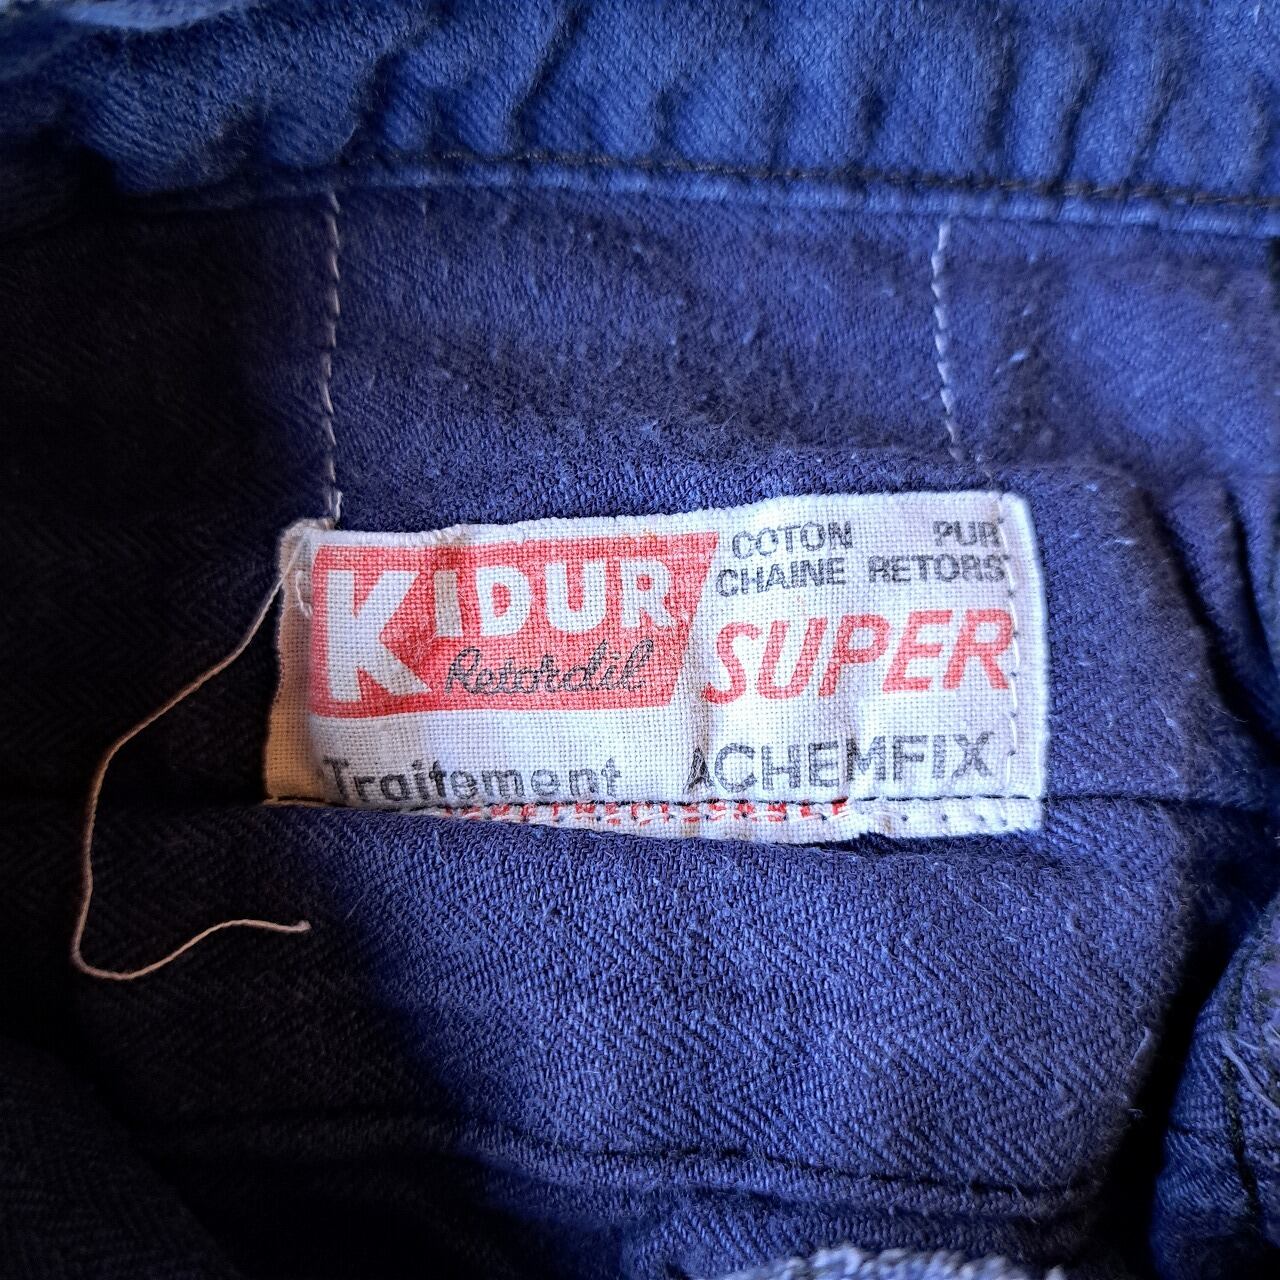 KIDUR
Retordil
COTON PUR
CHAINE RETORS
SUPER
Traitement ACHEMFIX